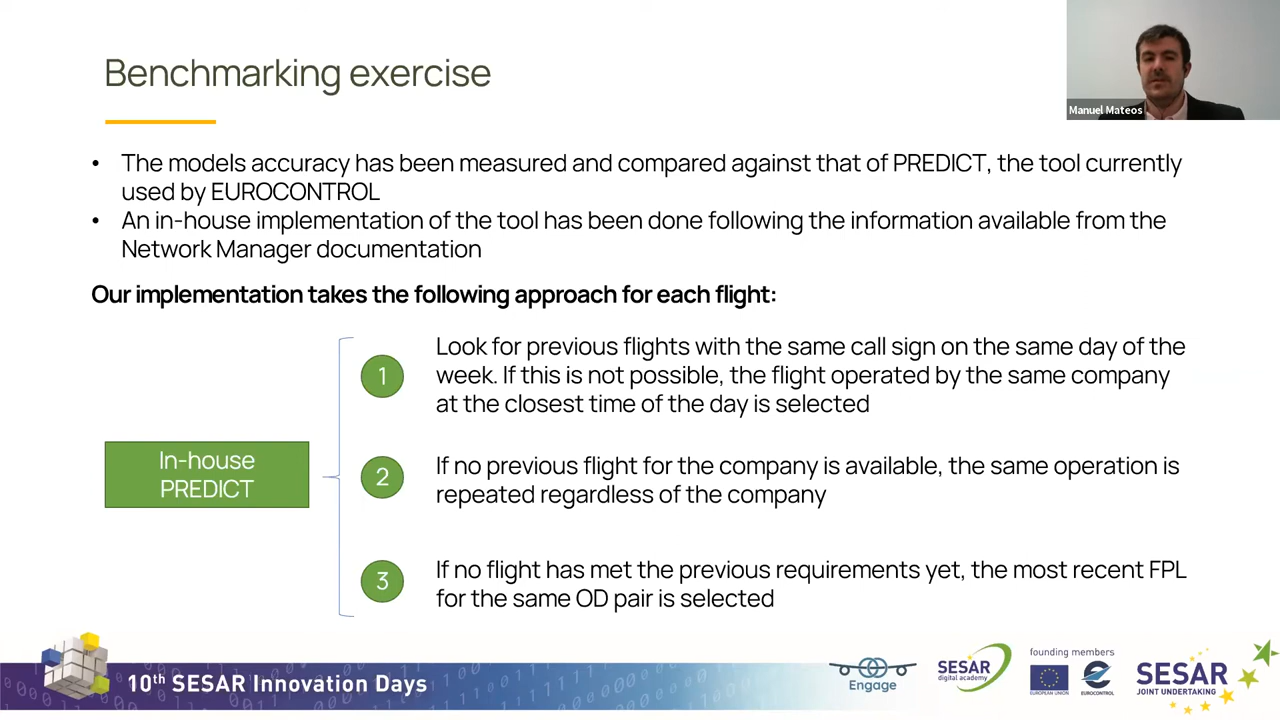 Benchmarking exercise
Manuel Mateos
• The models accuracy has been measured and compared against that of PREDICT, the tool currently
used by EUROCONTROL
• An in-house implementation of the tool has been done following the information available from the
Network Manager documentation
Our implementation takes the following approach for each flight:
In-house
PREDICT
1
Look for previous flights with the same call sign on the same day of the
week. If this is not possible, the flight operated by the same company
at the closest time of the day is selected
2
If no previous flight for the company is available, the same operation is
repeated regardless of the company
3
If no flight has met the previous requirements yet, the most recent FPL
for the same OD pair is selected
10th SESAR Innovation Days
Engage
SESAR
digital academy
founding members
EUROPEAN UNION
EUROCONTROL
SESAR
JOINT UNDERTAKING